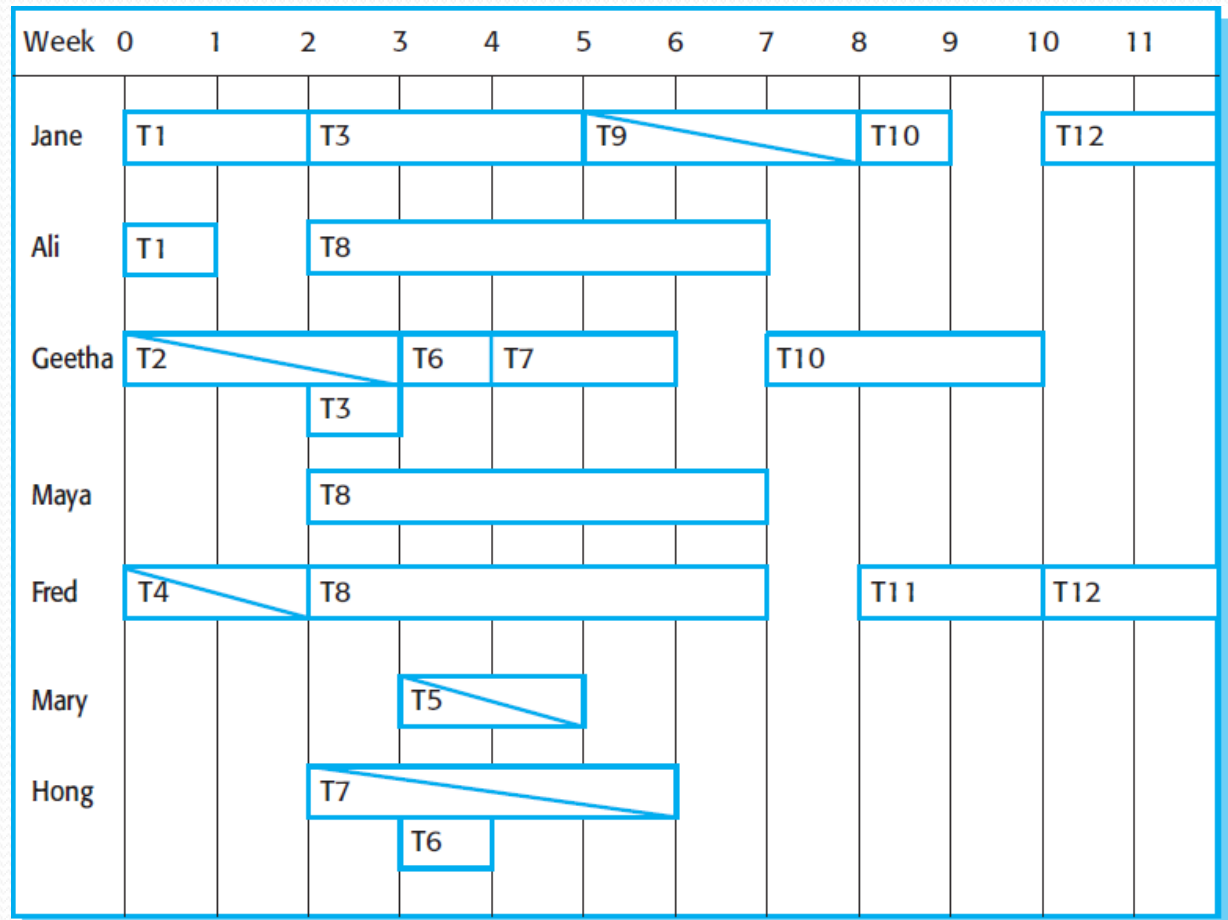 Week 0 1 2 3 4 5 6 7 8 9 10 11
Jane T1 T3 T9 T10 T12
Ali T1 T8
Geetha T2 T6 T7 T10
T3
Maya T8
Fred T4 T8 T11 T12
Mary T5
Hong T7
T6